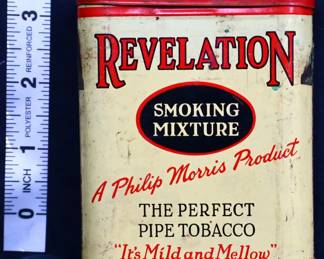 REVELATION
SMOKING
MIXTURE
A Philip Morris Product
THE PERFECT
PIPE TOBACCO
"It's Mild and Mellow"
0 INCH 1 POLYESTER 2 REINFORCED 3